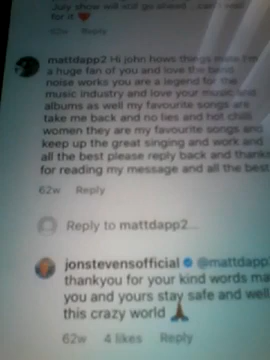 July show will still go ahead
for it ❤️
62w Reply
mattdapp2 Hi john hows things mate I'm
a huge fan of you and love the band
noise works you are a legend for the
music industry and love your music and
albums as well my favourite songs are
take me back and no lies and hot chilli
women they are my favourite songs and
keep up the great singing and work and
all the best please reply back and thanks
for reading my message and all the best
62w Reply
Reply to mattdapp2...
jonstevensofficial @mattdapp
thankyou for your kind words ma
you and yours stay safe and well
this crazy world 🙏🏾
62w 4 likes Reply